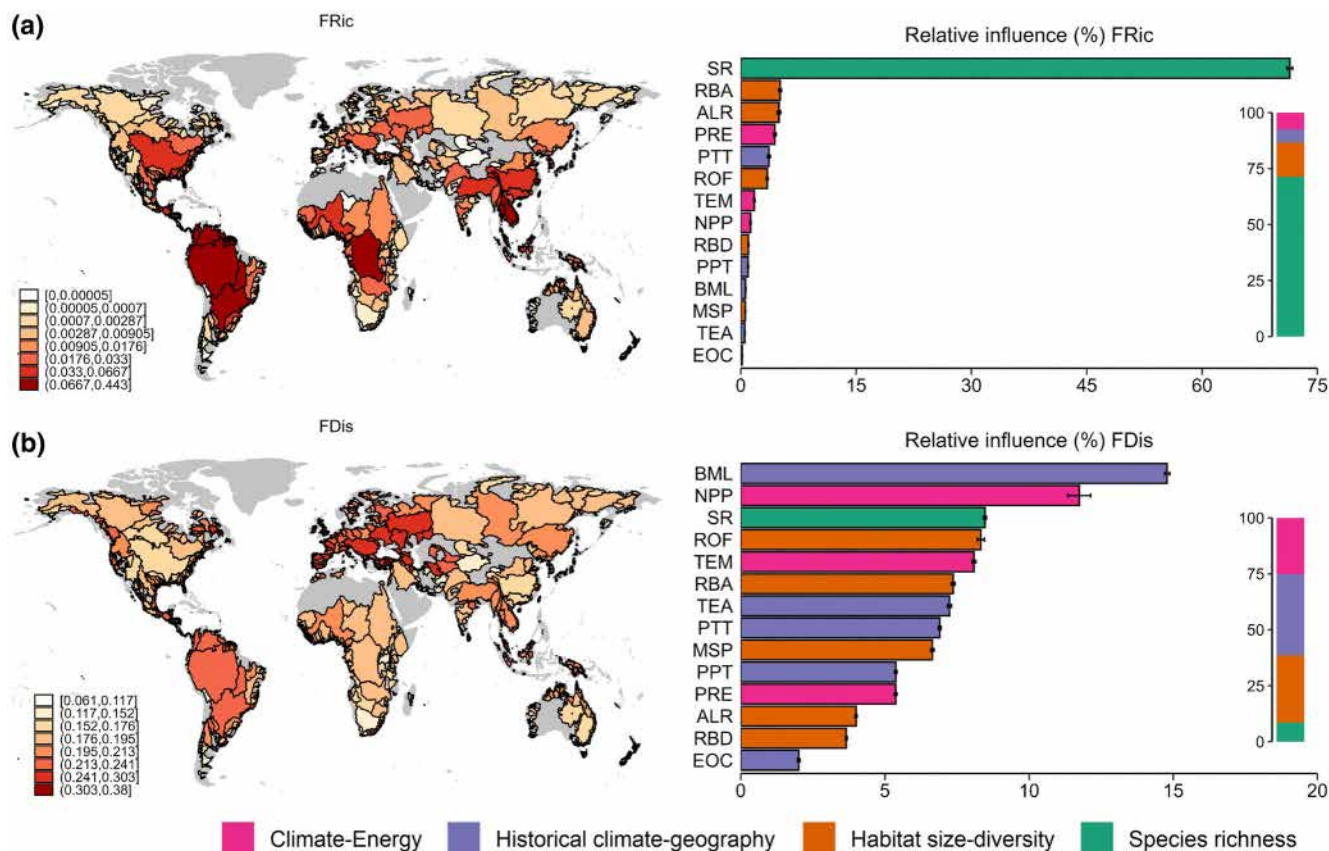 (a)
FRic
[0,0.00005]
(0.00005,0.0007]
(0.0007,0.00287]
(0.00287,0.00905]
(0.00905,0.0176]
(0.0176,0.033]
(0.033,0.0667]
(0.0667,0.443]
Relative influence (%) FRic
SR
RBA
ALR
PRE
PTT
ROF
TEM
NPP
RBD
PPT
BML
MSP
TEA
EOC
0 15 30 45 60 75
100
75
50
25
0
(b)
FDis
[0.061,0.117]
(0.117,0.152]
(0.152,0.176]
(0.176,0.195]
(0.195,0.213]
(0.213,0.241]
(0.241,0.303]
(0.303,0.38]
Relative influence (%) FDis
BML
NPP
SR
ROF
TEM
RBA
TEA
PTT
MSP
PPT
PRE
ALR
RBD
EOC
0 5 10 15 20
100
75
50
25
0
Climate-Energy Historical climate-geography Habitat size-diversity Species richness